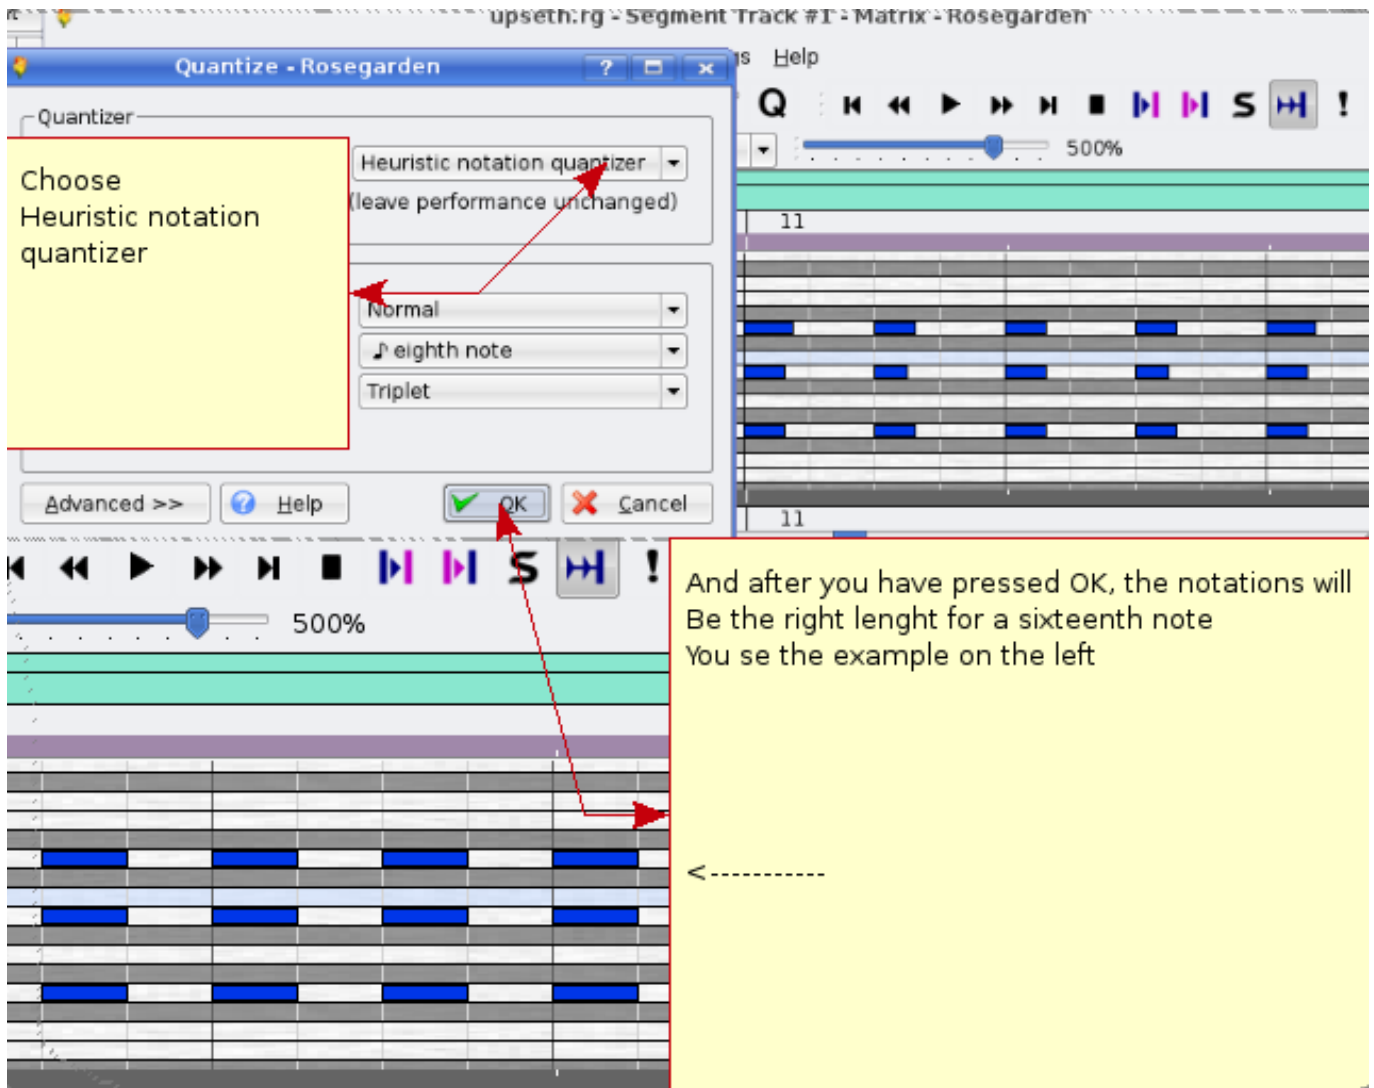 upseth.rg - Segment Track #1 - Matrix - Rosegarden
Help
Quantize - Rosegarden
Q
S
!
500%
Quantizer
Heuristic notation quantizer
(leave performance unchanged)
Choose
Heuristic notation
quantizer
Normal
eighth note
Triplet
Advanced >>
Help
OK
Cancel
11
11
S
!
500%
And after you have pressed OK, the notations will
Be the right lenght for a sixteenth note
You se the example on the left
<-----------